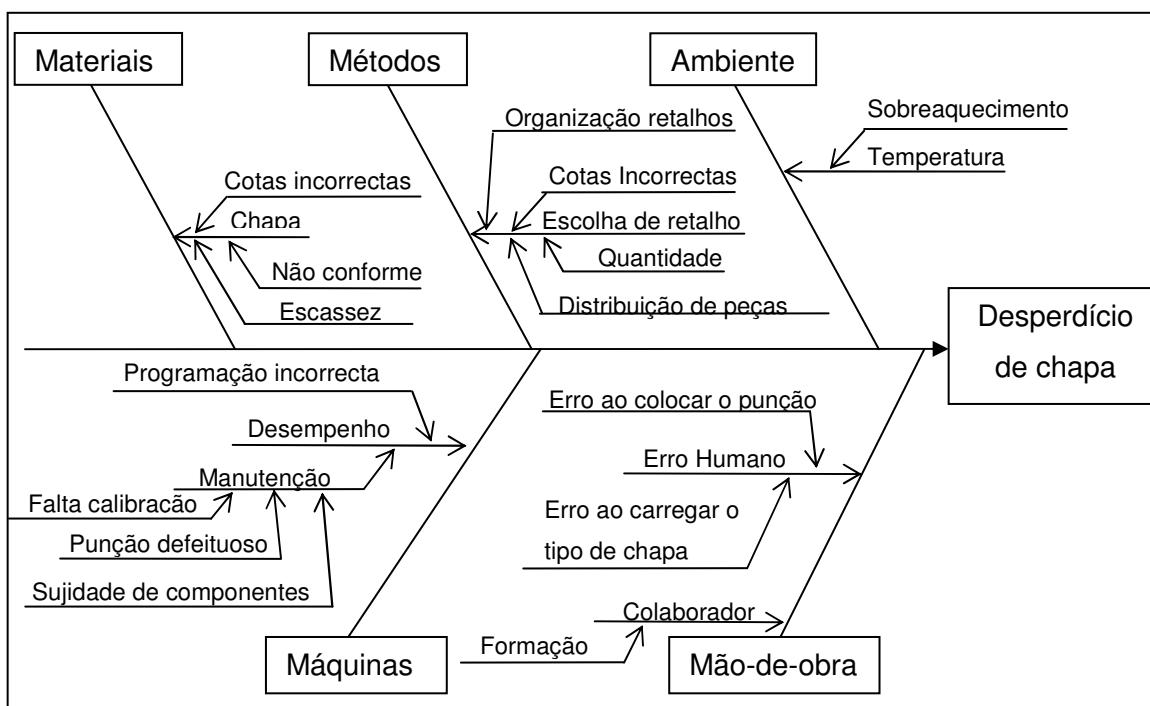 Materiais
Métodos
Ambiente
Organização retalhos
Sobreaquecimento
Temperatura
Cotas incorrectas
Chapa
Não conforme
Escassez
Cotas Incorrectas
Escolha de retalho
Quantidade
Distribuição de peças
Desperdício
de chapa
Programação incorrecta
Desempenho
Manutenção
Falta calibracão
Punção defeituoso
Sujidade de componentes
Erro ao colocar o punção
Erro Humano
Erro ao carregar o
tipo de chapa
Colaborador
Formação
Máquinas
Mão-de-obra